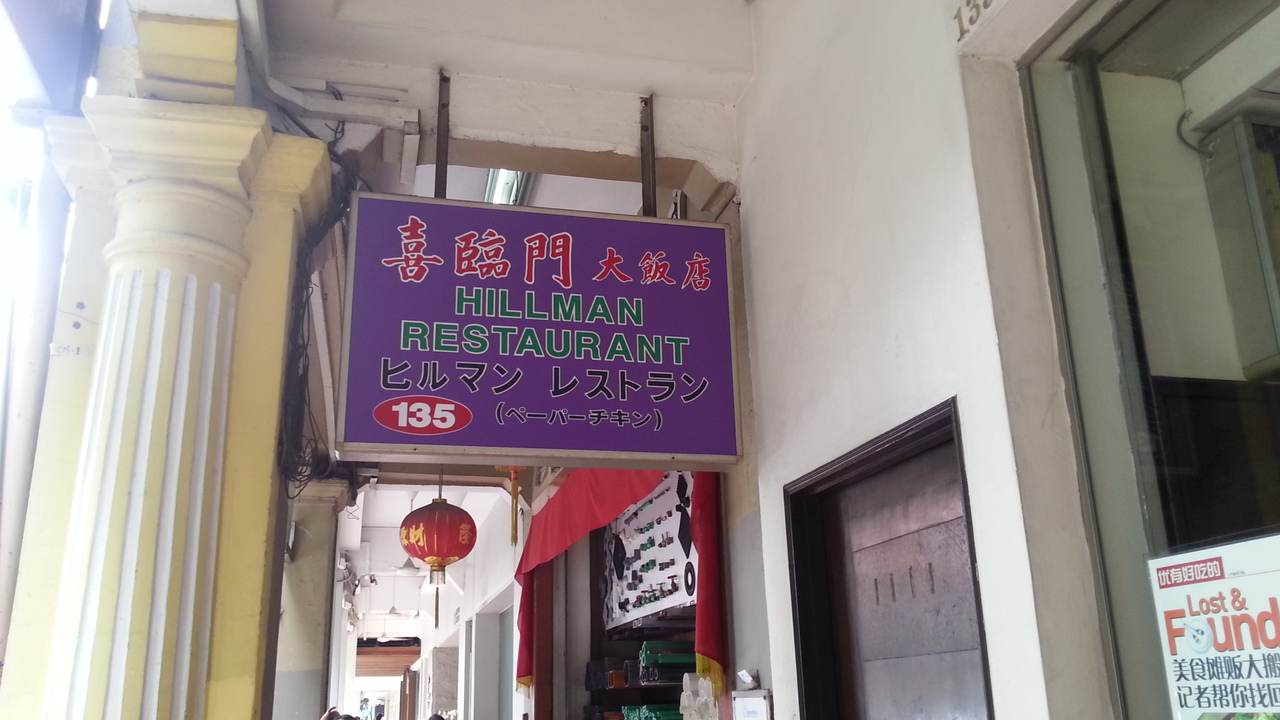 喜臨門 大飯店
HILLMAN
RESTAURANT
ヒルマン レストラン
135
(ペーパーチキン)
财
优有好吃的
Lost &
Found
美食摊贩大搬
记者帮你找回